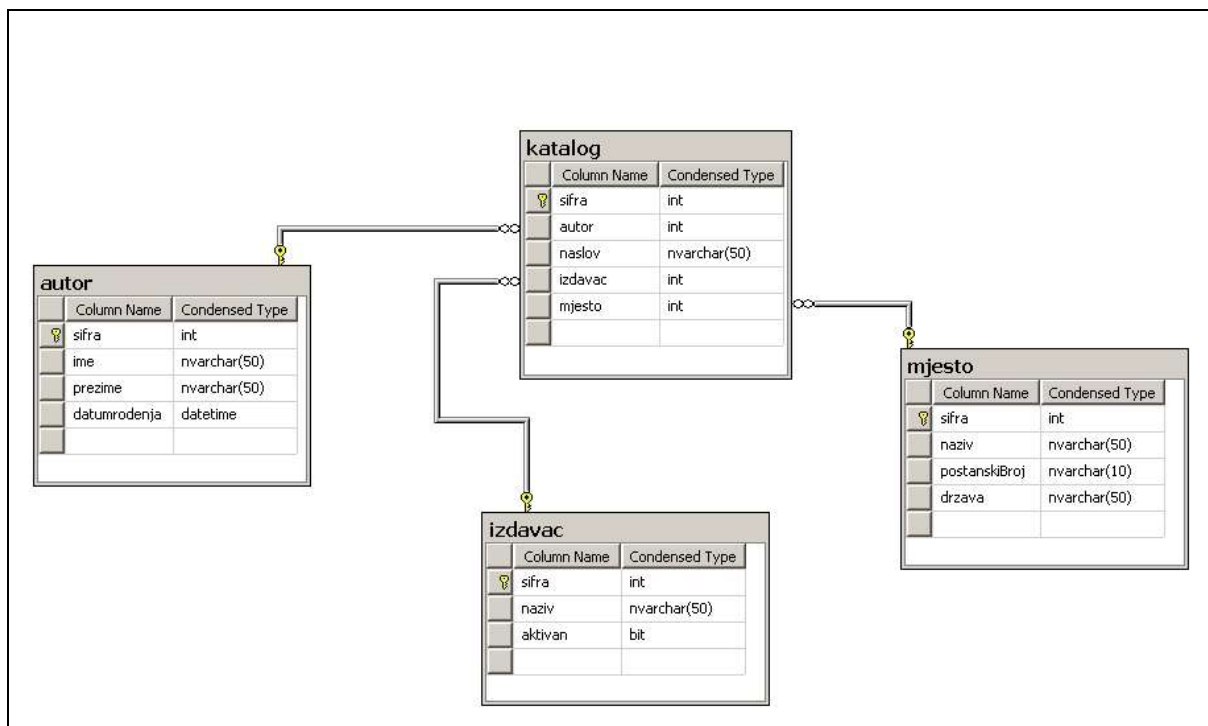 katalog
Column Name Condensed Type
sifra int
autor int
naslov nvarchar(50)
izdavac int
mjesto int
autor
Column Name Condensed Type
sifra int
ime nvarchar(50)
prezime nvarchar(50)
datumrodenja datetime
mjesto
Column Name Condensed Type
sifra int
naziv nvarchar(50)
postanskiBroj nvarchar(10)
drzava nvarchar(50)
izdavac
Column Name Condensed Type
sifra int
naziv nvarchar(50)
aktivan bit